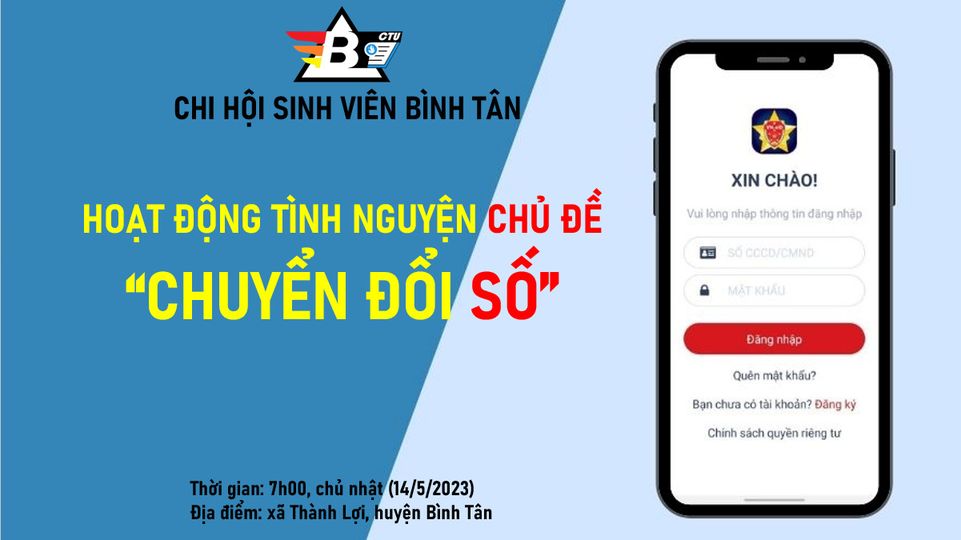 B
CTU
CHI HỘI SINH VIÊN BÌNH TÂN
HOẠT ĐỘNG TÌNH NGUYỆN CHỦ ĐỀ
“CHUYỂN ĐỔI SỐ”
Thời gian: 7h00, chủ nhật (14/5/2023)
Địa điểm: xã Thành Lợi, huyện Bình Tân
XIN CHÀO!
Vui lòng nhập thông tin đăng nhập
SỐ CCCD/CMND
MẬT KHẨU
Đăng nhập
Quên mật khẩu?
Bạn chưa có tài khoản? Đăng ký
Chính sách quyền riêng tư